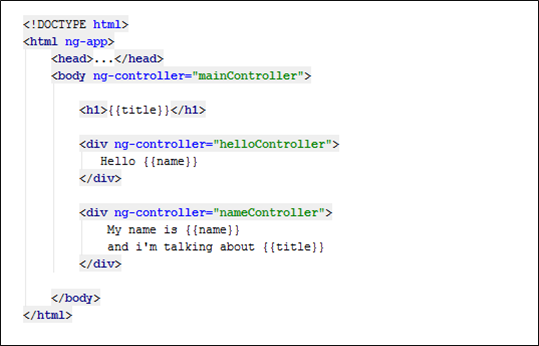 <!DOCTYPE html>
<html ng-app>
<head>...</head>
<body ng-controller="mainController">
<h1>{{title}}</h1>
<div ng-controller="helloController">
Hello {{name}}
</div>
<div ng-controller="nameController">
My name is {{name}}
and i'm talking about {{title}}
</div>
</body>
</html>